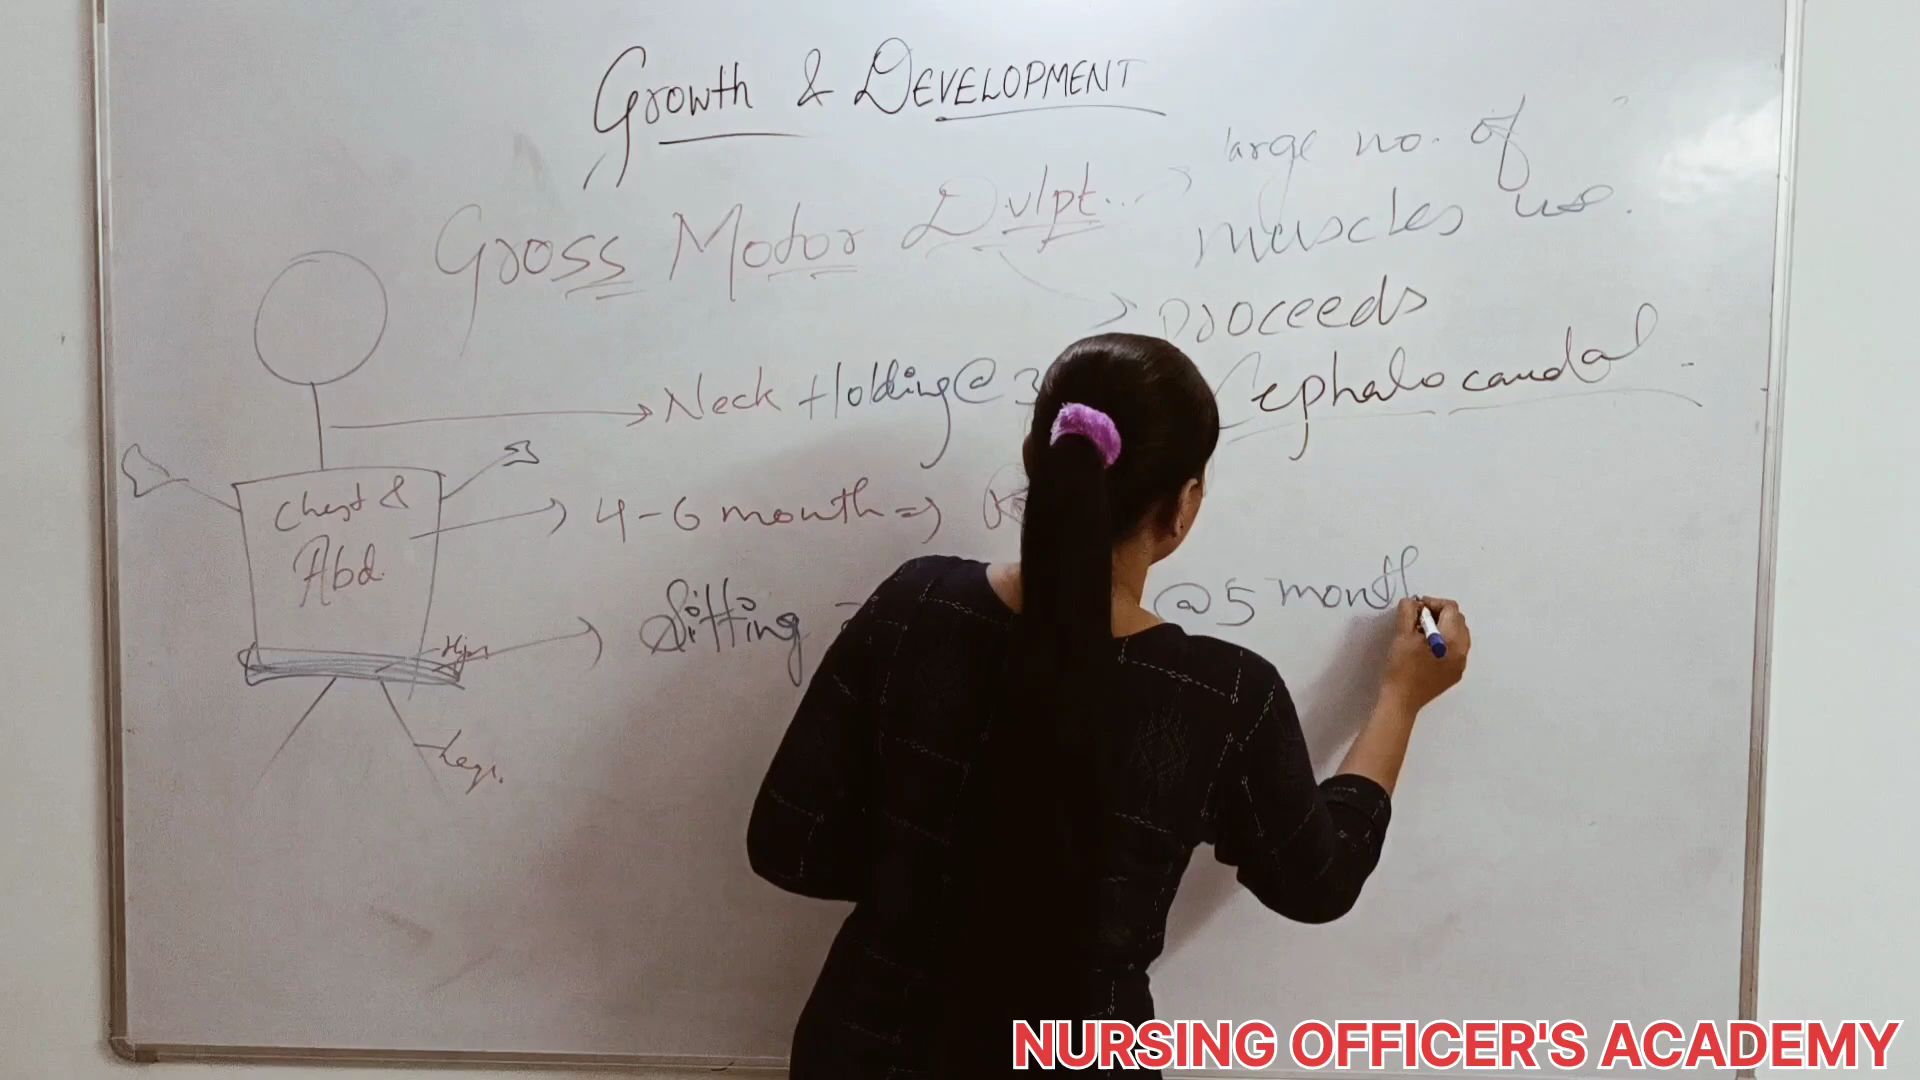 Growth & DEVELOPMENT
Gross Motor Dvlpt...
large no. of
muscles use.
proceeds
Cephalocaudal
Neck Holding @ 3
Chest &
Abd.
4-6 month =>
Sitting
@ 5 month
Hips
Legs.
NURSING OFFICER'S ACADEMY